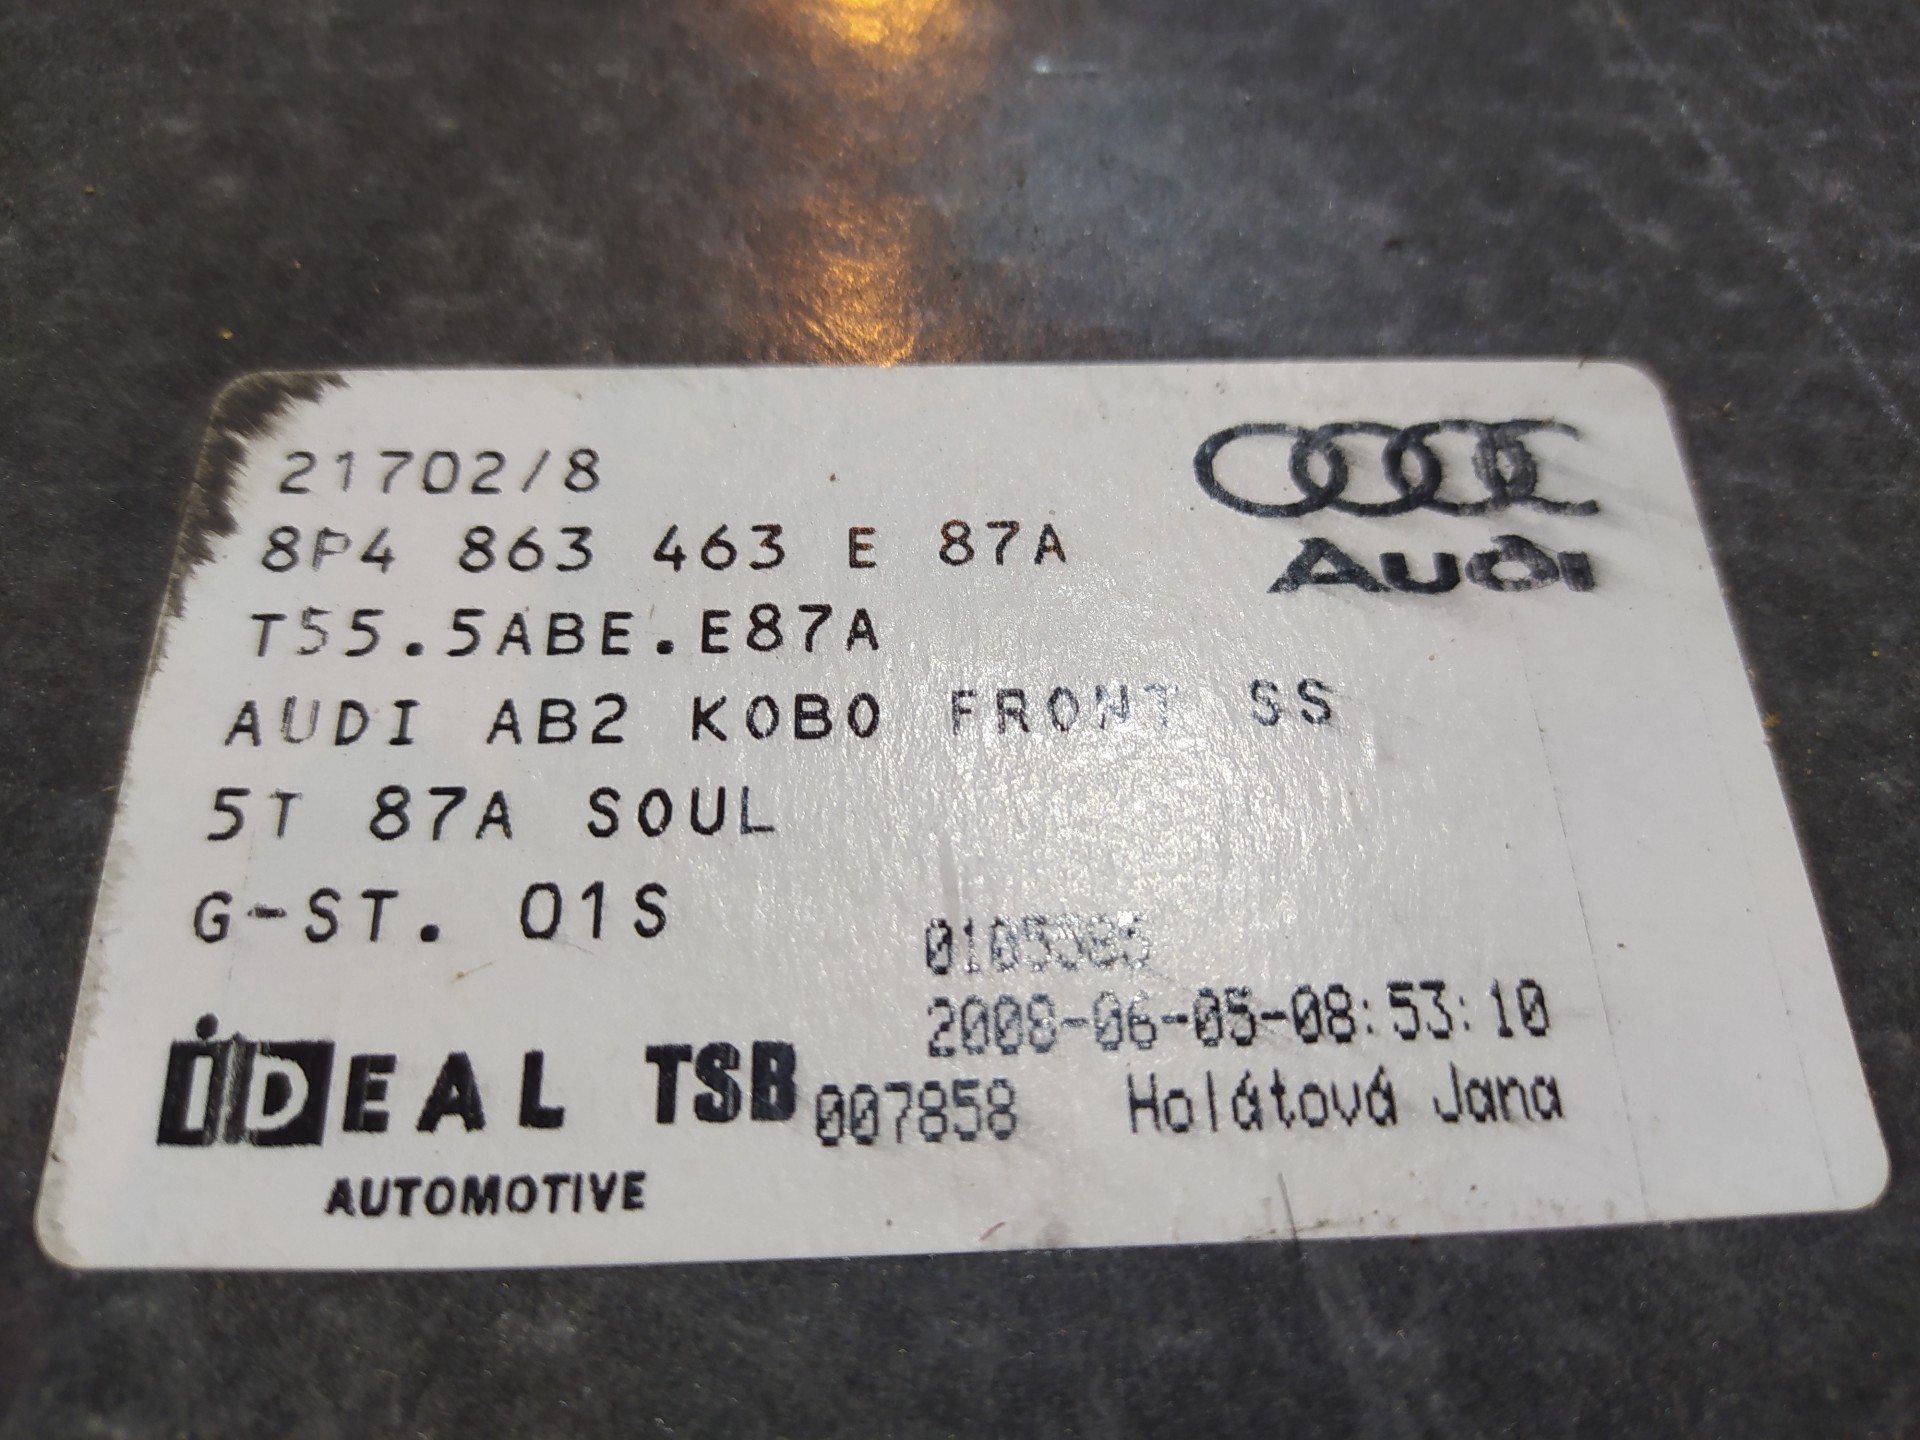 21702/8
Audi
8P4 863 463 E 87A
T55.5ABE.E87A
AUDI AB2 KOBO FRONT SS
5T 87A SOUL
G-ST. 01S
2008-06-05-08:53:10
iDEAL TSB 007858 Holátová Jana
AUTOMOTIVE